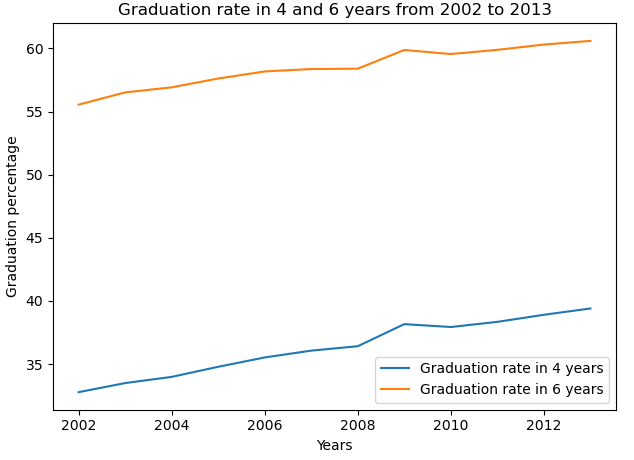 Graduation rate in 4 and 6 years from 2002 to 2013
60
55
50
45
40
35
Graduation percentage
Graduation rate in 4 years
Graduation rate in 6 years
2002 2004 2006 2008 2010 2012
Years